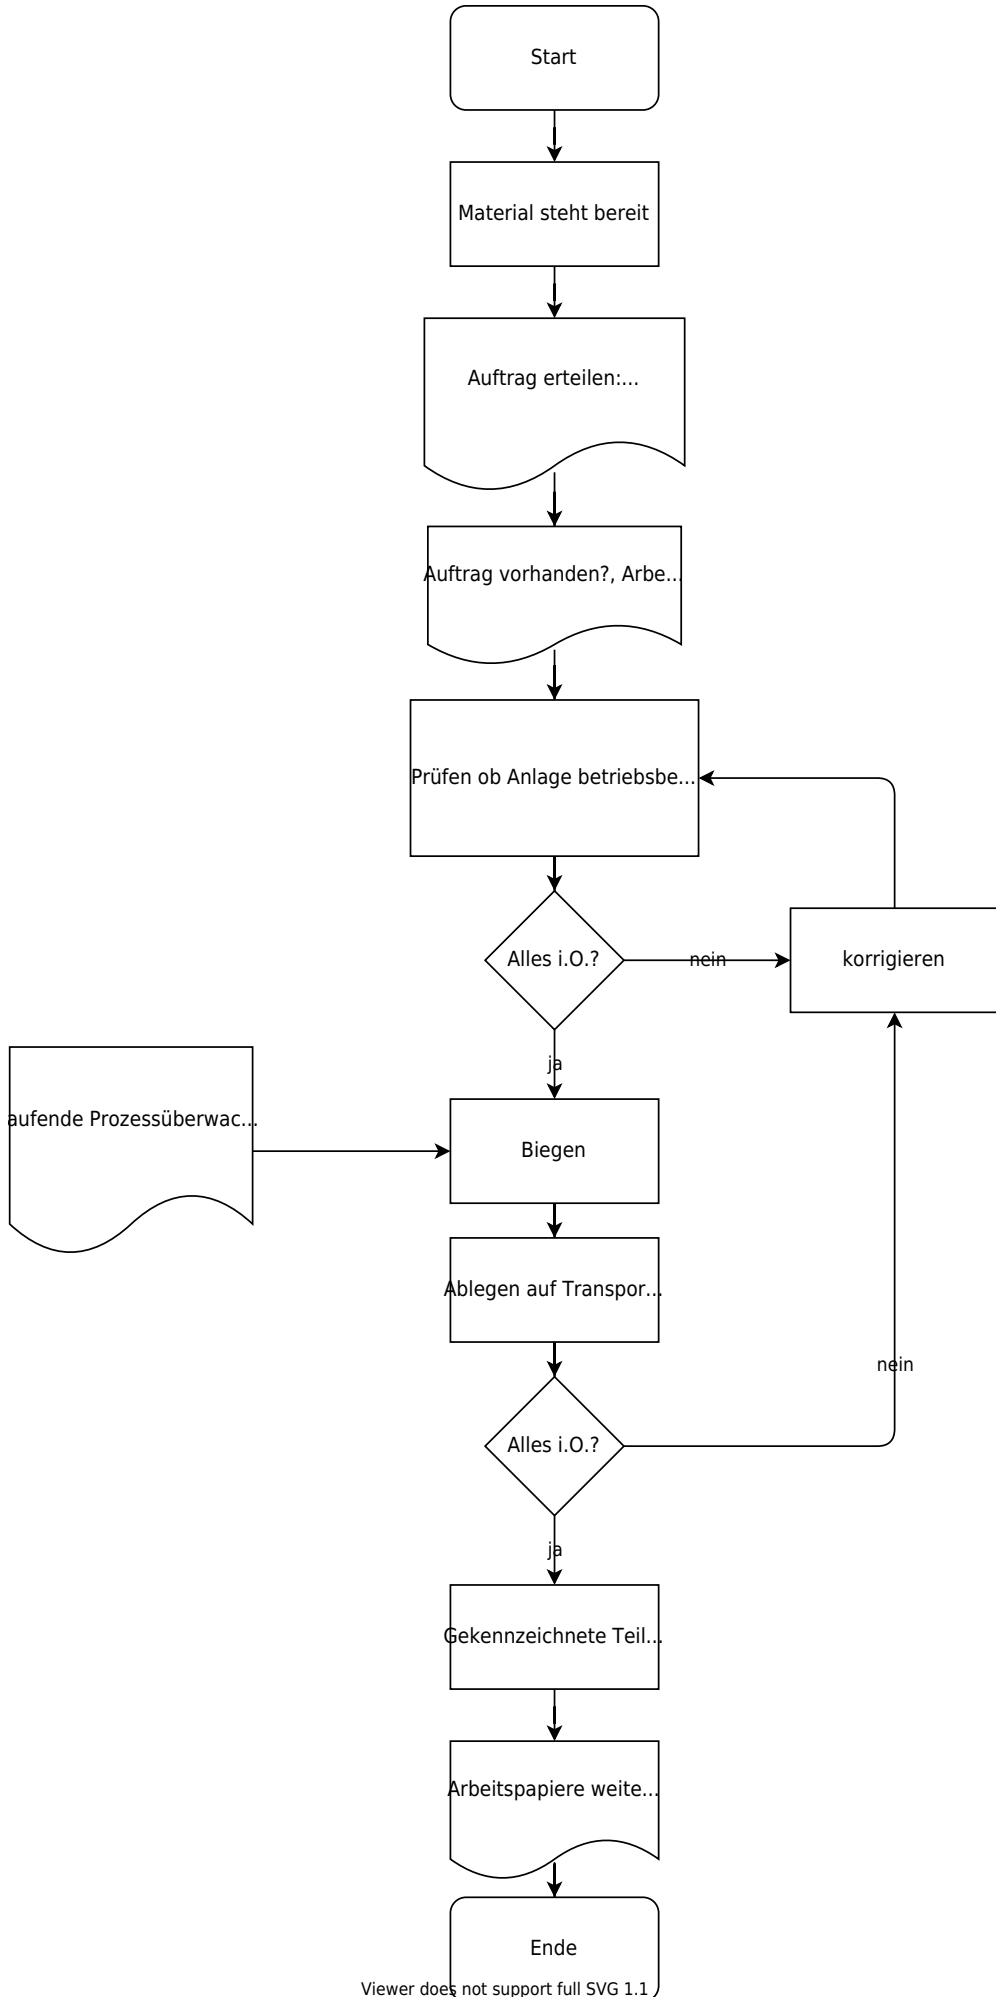 Start
Material steht bereit
Auftrag erteilen:...
Auftrag vorhanden?, Arbe...
Prüfen ob Anlage betriebsbe...
Alles i.O.?
nein
korrigieren
ja
aufende Prozessüberwac...
Biegen
Ablegen auf Transpor...
nein
Alles i.O.?
ja
Gekennzeichnete Teil...
Arbeitspapiere weite...
Ende
Viewer does not support full SVG 1.1